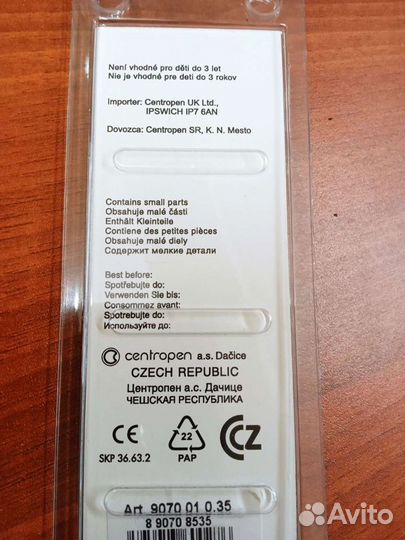 Není vhodné pro děti do 3 let
Nie je vhodné pre deti do 3 rokov
Importer: Centropen UK Ltd.,
IPSWICH IP7 6AN
Dovozca: Centropen SR, K. N. Mesto
Contains small parts
Obsahuje malé části
Enthält Kleinteile
Contiene des petites pièces
Obsahuje malé diely
Содержит мелкие детали
Best before:
Spotřebujte do:
Verwenden Sie bis:
Consommez avant:
Spotrebujte do:
Используйте до:
centropen a.s. Dačice
CZECH REPUBLIC
Центропен а.с. Дачице
ЧЕШСКАЯ РЕСПУБЛИКА
CE 22 CCZ
SKP 36.63.2 PAP
Art. 9070 01 0.35
8 9070 8535
Avito